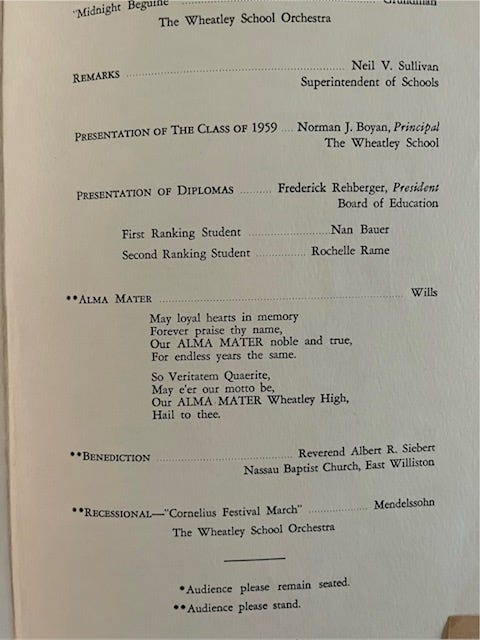 "Midnight Beguine Grundman
The Wheatley School Orchestra
REMARKS ........ Neil V. Sullivan
Superintendent of Schools
PRESENTATION OF THE CLASS OF 1959 .... Norman J. Boyan, Principal
The Wheatley School
PRESENTATION OF DIPLOMAS ........ Frederick Rehberger, President
Board of Education
First Ranking Student ........ Nan Bauer
Second Ranking Student ........ Rochelle Rame
**ALMA MATER ........ Wills
May loyal hearts in memory
Forever praise thy name,
Our ALMA MATER noble and true,
For endless years the same.
So Veritatem Quaerite,
May e'er our motto be,
Our ALMA MATER Wheatley High,
Hail to thee.
**BENEDICTION ........ Reverend Albert R. Siebert
Nassau Baptist Church, East Williston
**RECESSIONAL—"Cornelius Festival March" ........ Mendelssohn
The Wheatley School Orchestra
*Audience please remain seated.
**Audience please stand.